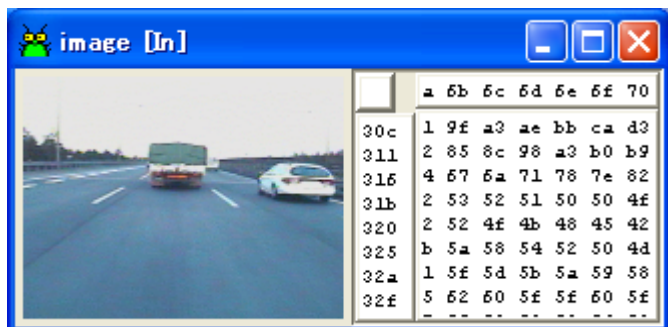 image [In]
a 6b 6c 6d 6e 6f 70
30c 1 9f a3 ae bb ca d3
311 2 85 8c 98 a3 b0 b9
316 4 67 6a 71 78 7e 82
31b 2 53 52 51 50 50 4f
320 2 52 4f 4b 48 45 42
325 b 5a 58 54 52 50 4d
32a 1 5f 5d 5b 5a 59 58
32f 5 62 60 5f 5f 60 5f